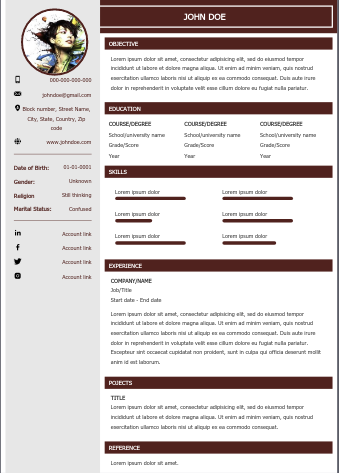 JOHN DOE
000-000-000-000
johndoe@gmail.com
Block number, Street Name,
City, State, Country, Zip
code
www.johndoe.com
Date of Birth: 01-01-0001
Gender: Unknown
Religion Still thinking
Marital Status: Confused
Account link
Account link
Account link
Account link
OBJECTIVE
Lorem ipsum dolor sit amet, consectetur adipiscing elit, sed do eiusmod tempor
incididunt ut labore et dolore magna aliqua. Ut enim ad minim veniam, quis nostrud
exercitation ullamco laboris nisi ut aliquip ex ea commodo consequat. Duis aute irure
dolor in reprehenderit in voluptate velit esse cillum dolore eu fugiat nulla pariatur.
EDUCATION
COURSE/DEGREE COURSE/DEGREE COURSE/DEGREE
School/university name School/university name School/university name
Grade/Score Grade/Score Grade/Score
Year Year Year
SKILLS
Lorem ipsum dolor Lorem ipsum dolor
Lorem ipsum dolor Lorem ipsum dolor
Lorem ipsum dolor Lorem ipsum dolor
EXPERIENCE
COMPANY/NAME
Job/Title
Start date - End date
Lorem ipsum dolor sit amet, consectetur adipiscing elit, sed do eiusmod tempor
incididunt ut labore et dolore magna aliqua. Ut enim ad minim veniam, quis nostrud
exercitation ullamco laboris nisi ut aliquip ex ea commodo consequat. Duis aute irure
dolor in reprehenderit in voluptate velit esse cillum dolore eu fugiat nulla pariatur.
Excepteur sint occaecat cupidatat non proident, sunt in culpa qui officia deserunt mollit
anim id est laborum.
POJECTS
TITLE
Lorem ipsum dolor sit amet, consectetur adipiscing elit, sed do eiusmod tempor
incididunt ut labore et dolore magna aliqua. Ut enim ad minim veniam, quis nostrud
exercitation ullamco laboris nisi ut aliquip ex ea commodo consequat.
REFERENCE
Lorem ipsum dolor sit amet.